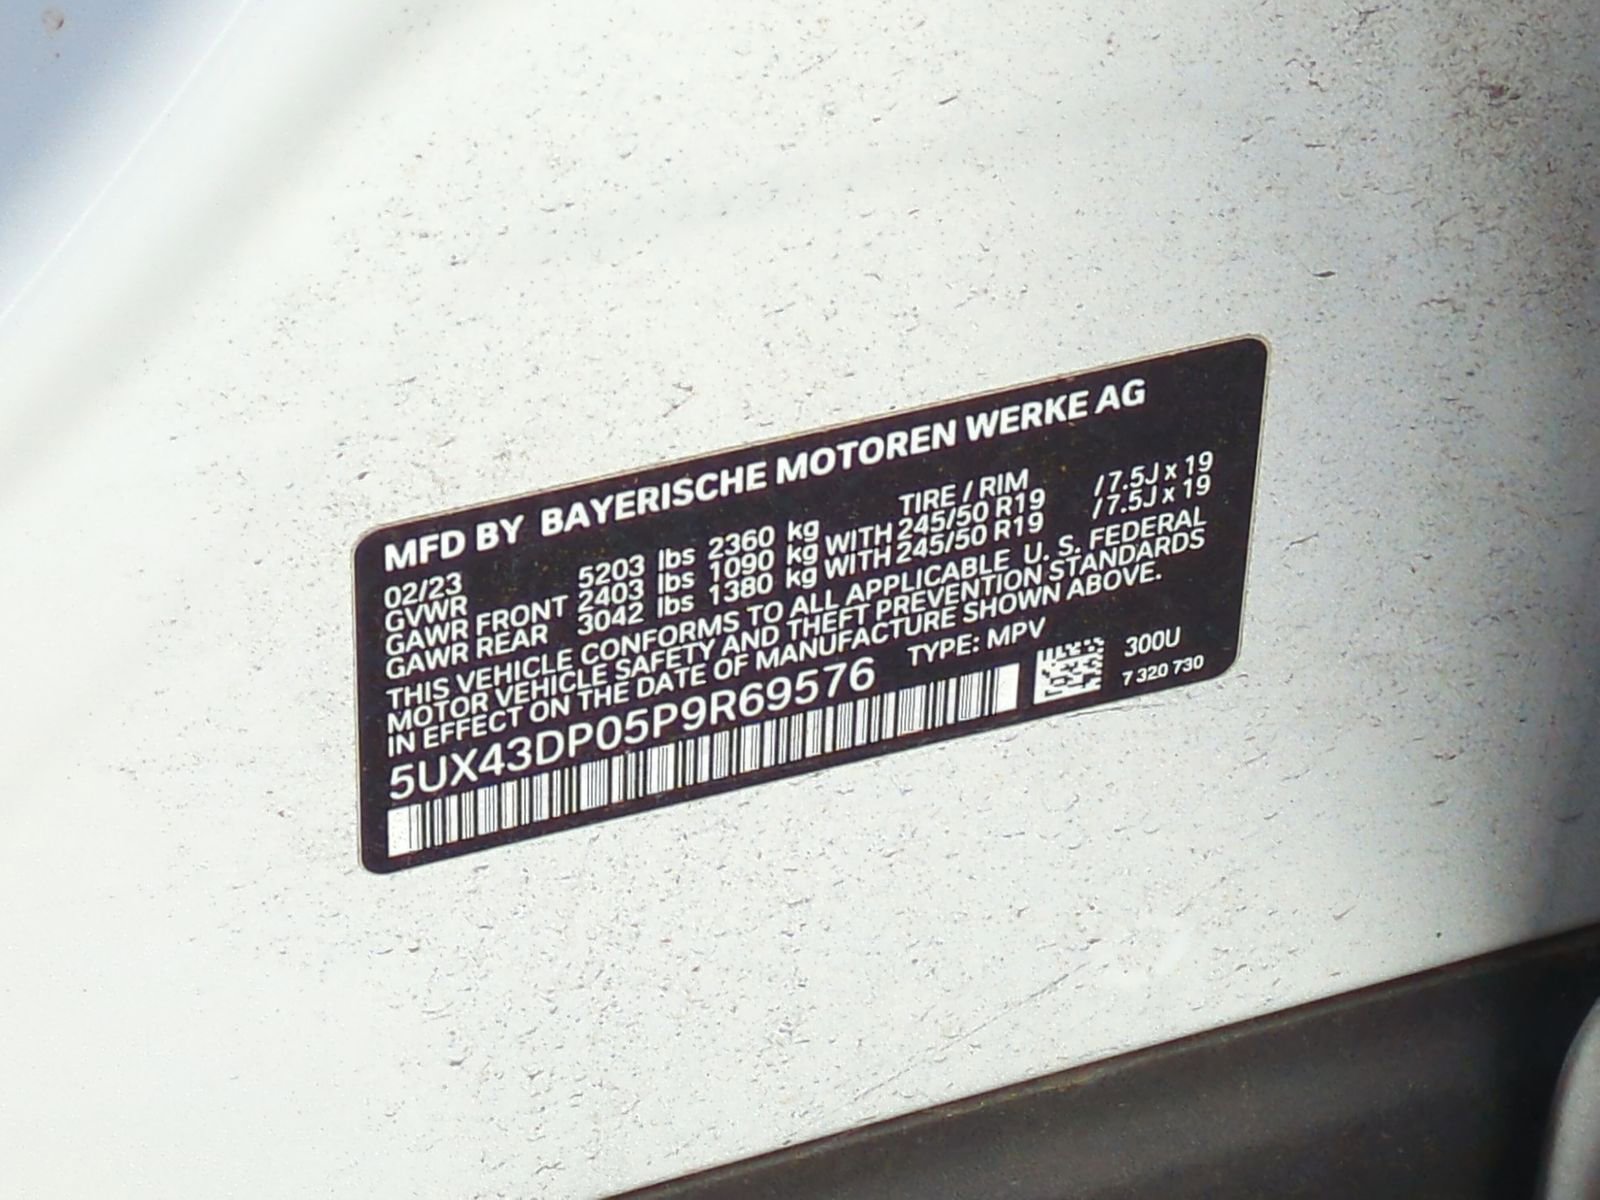 MFD BY BAYERISCHE MOTOREN WERKE AG
02/23 TIRE / RIM
GVWR 5203 lbs 2360 kg
GAWR FRONT 2403 lbs 1090 kg WITH 245/50 R19 /7.5J x 19
GAWR REAR 3042 lbs 1380 kg WITH 245/50 R19 /7.5J x 19
THIS VEHICLE CONFORMS TO ALL APPLICABLE U. S. FEDERAL
MOTOR VEHICLE SAFETY AND THEFT PREVENTION STANDARDS
IN EFFECT ON THE DATE OF MANUFACTURE SHOWN ABOVE.
5UX43DP05P9R69576 TYPE: MPV
300U
7 320 730